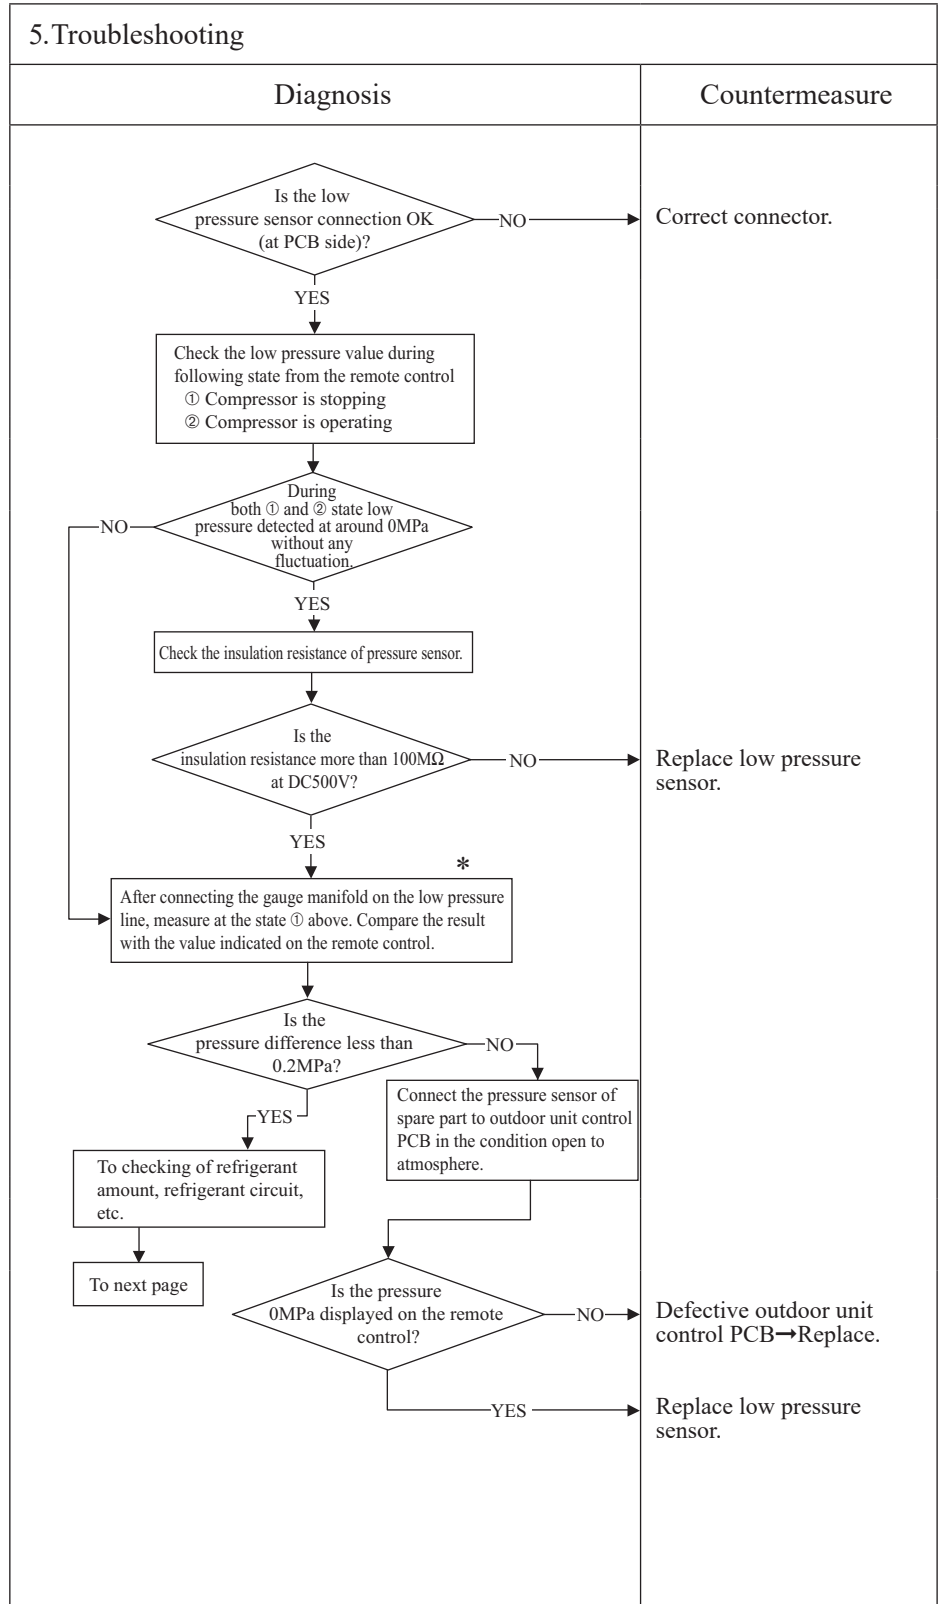 5.Troubleshooting
Diagnosis
Countermeasure
Is the low
pressure sensor connection OK
(at PCB side)?
NO
Correct connector.
YES
Check the low pressure value during
following state from the remote control
① Compressor is stopping
② Compressor is operating
During
both ① and ② state low
pressure detected at around 0MPa
without any
fluctuation.
NO
YES
Check the insulation resistance of pressure sensor.
Is the
insulation resistance more than 100MΩ
at DC500V?
NO
Replace low pressure
sensor.
YES
*
After connecting the gauge manifold on the low pressure
line, measure at the state ① above. Compare the result
with the value indicated on the remote control.
Is the
pressure difference less than
0.2MPa?
NO
YES
Connect the pressure sensor of
spare part to outdoor unit control
PCB in the condition open to
atmosphere.
To checking of refrigerant
amount, refrigerant circuit,
etc.
To next page
Is the pressure
0MPa displayed on the remote
control?
NO
Defective outdoor unit
control PCB→Replace.
YES
Replace low pressure
sensor.